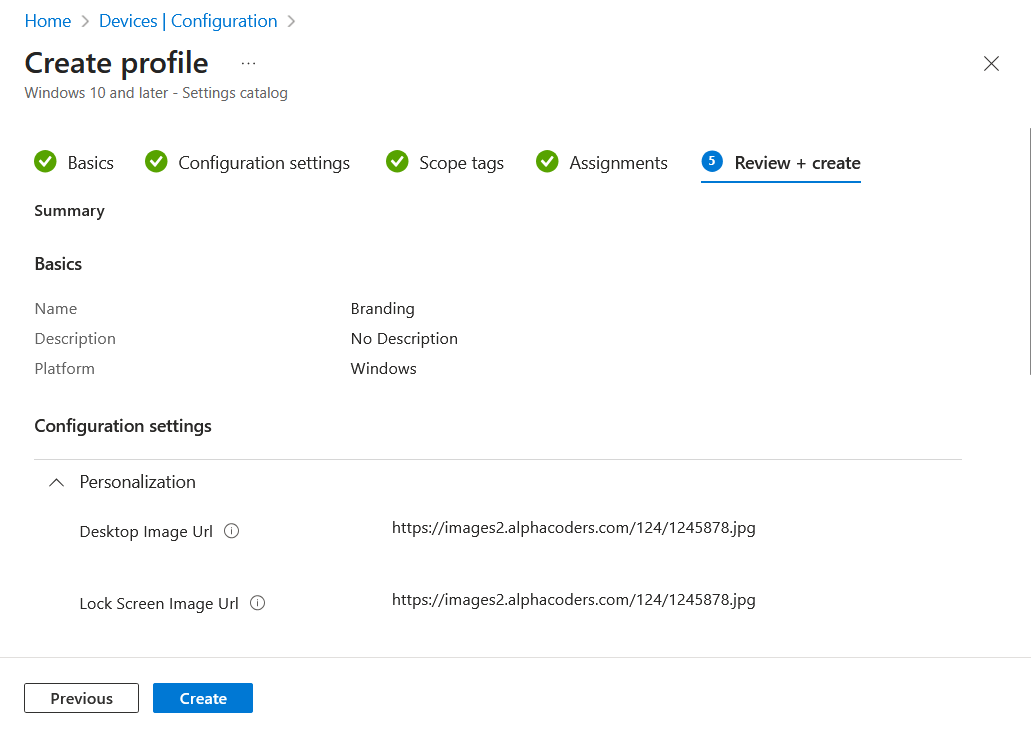 Home > Devices | Configuration >
Create profile ...
Windows 10 and later - Settings catalog
Basics Configuration settings Scope tags Assignments 5 Review + create
Summary
Basics
Name Branding
Description No Description
Platform Windows
Configuration settings
Personalization
Desktop Image Url https://images2.alphacoders.com/124/1245878.jpg
Lock Screen Image Url https://images2.alphacoders.com/124/1245878.jpg
Previous Create